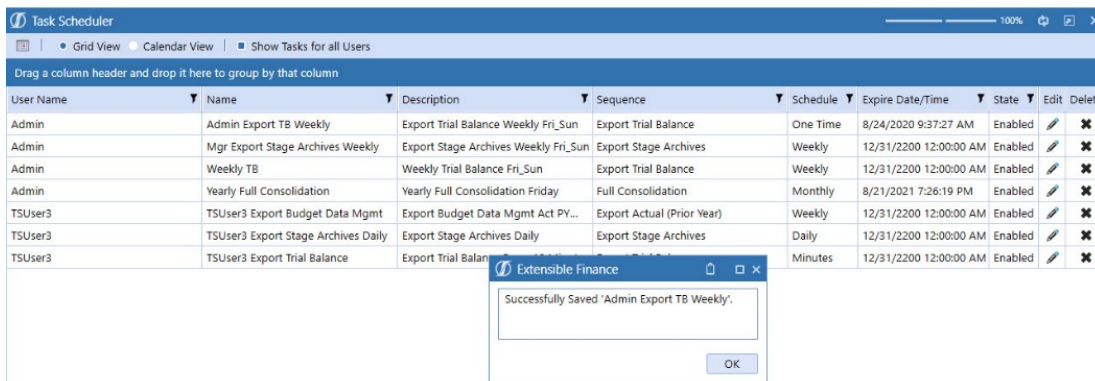 Task Scheduler 100%
Grid View Calendar View Show Tasks for all Users
Drag a column header and drop it here to group by that column
User Name Name Description Sequence Schedule Expire Date/Time State Edit Delet
Admin Admin Export TB Weekly Export Trial Balance Weekly Fri_Sun Export Trial Balance One Time 8/24/2020 9:37:27 AM Enabled
Admin Mgr Export Stage Archives Weekly Export Stage Archives Weekly Fri_Sun Export Stage Archives Weekly 12/31/2200 12:00:00 AM Enabled
Admin Weekly TB Weekly Trial Balance Fri_Sun Export Trial Balance Weekly 12/31/2200 12:00:00 AM Enabled
Admin Yearly Full Consolidation Yearly Full Consolidation Friday Full Consolidation Monthly 8/21/2021 7:26:19 PM Enabled
TSUser3 TSUser3 Export Budget Data Mgmt Export Budget Data Mgmt Act PY... Export Actual (Prior Year) Weekly 12/31/2200 12:00:00 AM Enabled
TSUser3 TSUser3 Export Stage Archives Daily Export Stage Archives Daily Export Stage Archives Daily 12/31/2200 12:00:00 AM Enabled
TSUser3 TSUser3 Export Trial Balance Export Trial Minutes 12/31/2200 12:00:00 AM Enabled
Extensible Finance
Successfully Saved 'Admin Export TB Weekly'.
OK